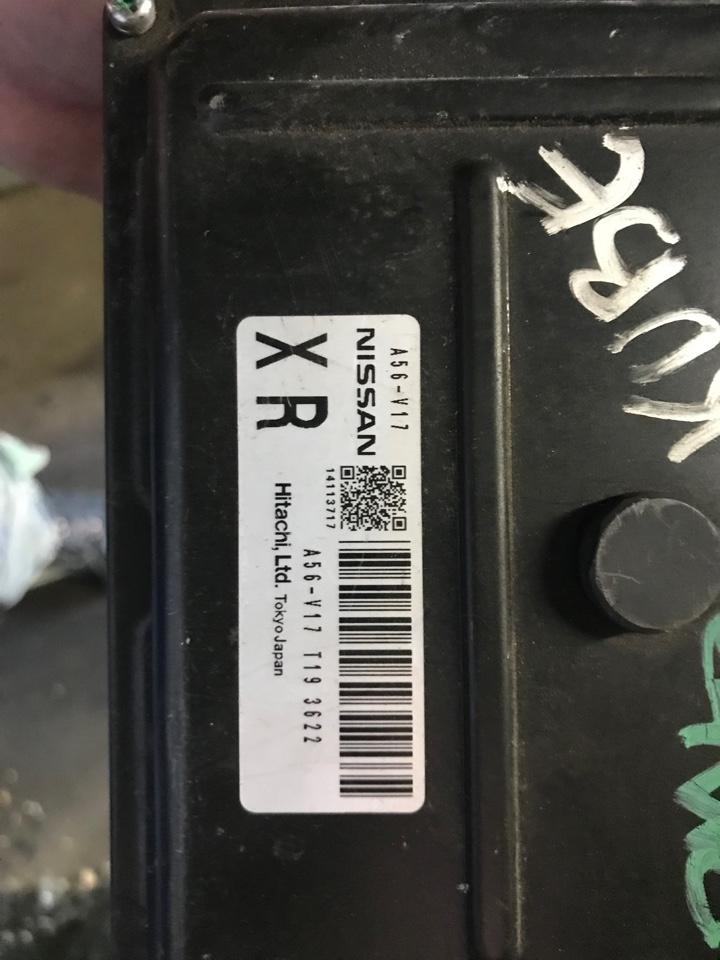 A56-V17
NISSAN
14113717
X R
A56-V17 T19 3622
Hitachi, Ltd. Tokyo Japan